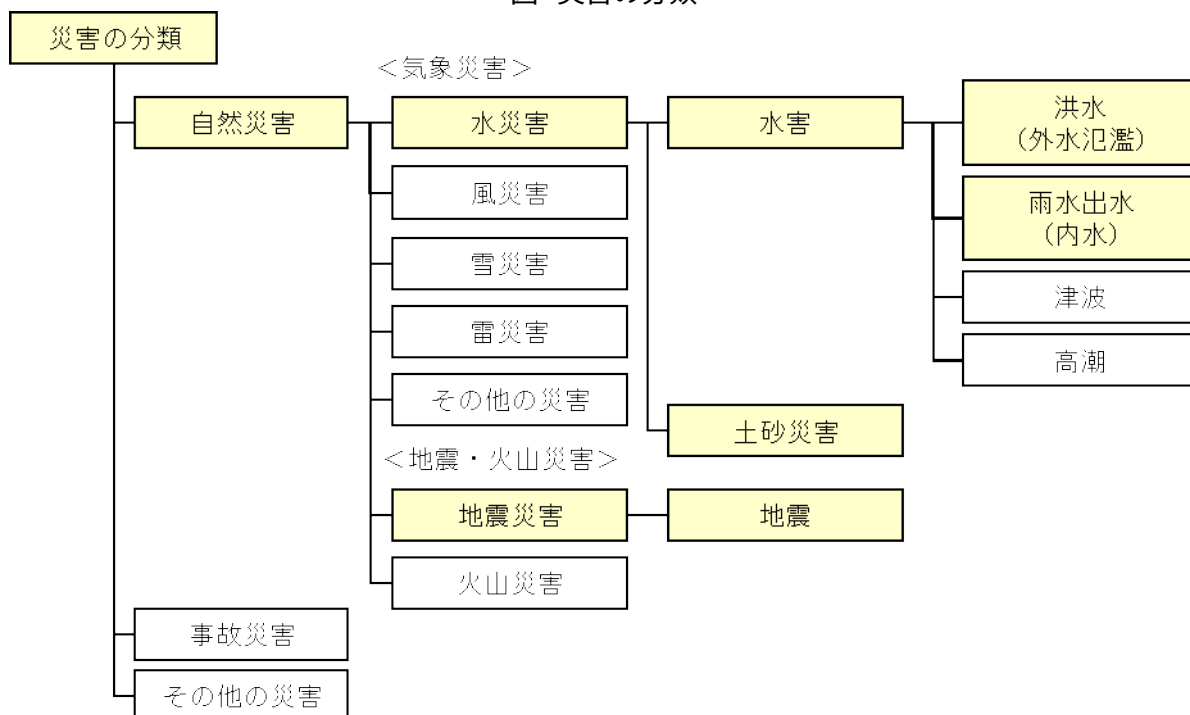 災害の分類
<気象災害>
自然災害
水災害
水害
洪水
(外水氾濫)
風災害
雨水出水
(内水)
雪災害
津波
雷災害
高潮
その他の災害
土砂災害
<地震・火山災害>
地震災害
地震
火山災害
事故災害
その他の災害